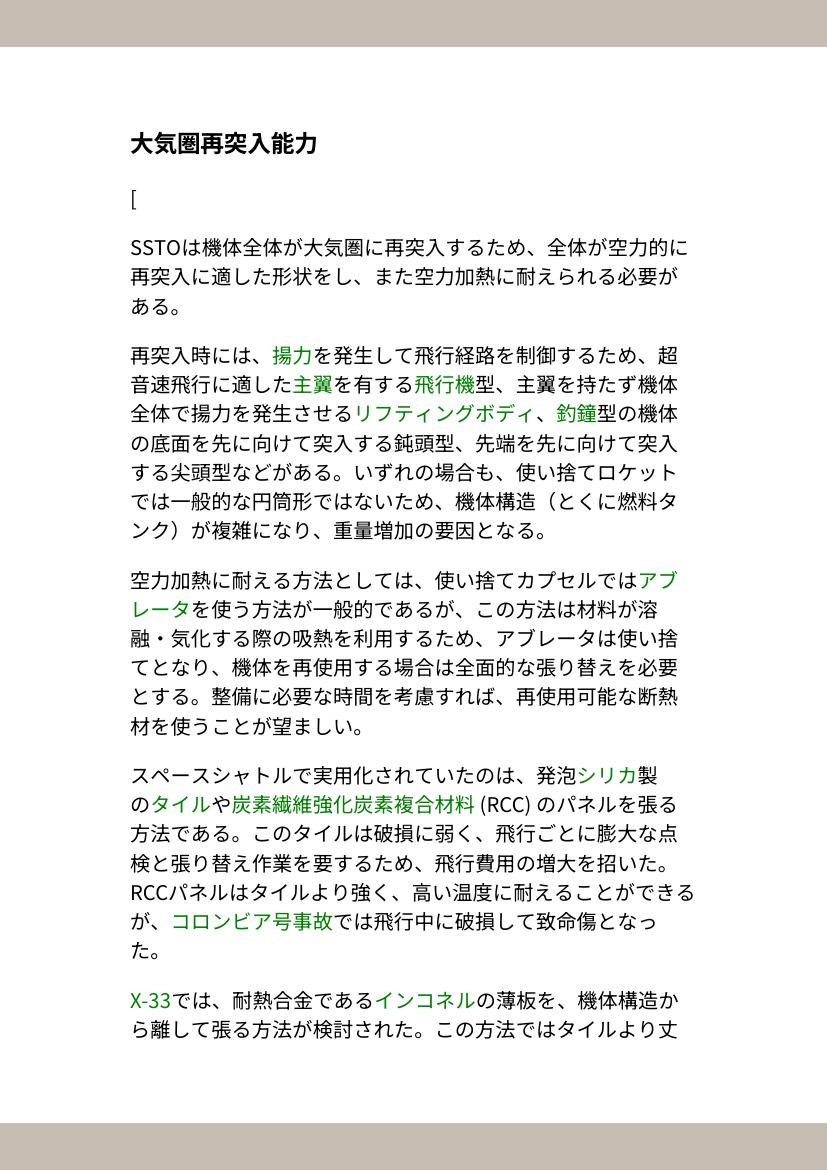 大気圏再突入能力
[
SSTOは機体全体が大気圏に再突入するため、全体が空力的に
再突入に適した形状をし、また空力加熱に耐えられる必要が
ある。
再突入時には、揚力を発生して飛行経路を制御するため、超
音速飛行に適した主翼を有する飛行機型、主翼を持たず機体
全体で揚力を発生させるリフティングボディ、釣鐘型の機体
の底面を先に向けて突入する鈍頭型、先端を先に向けて突入
する尖頭型などがある。いずれの場合も、使い捨てロケット
では一般的な円筒形ではないため、機体構造（とくに燃料タ
ンク）が複雑になり、重量増加の要因となる。
空力加熱に耐える方法としては、使い捨てカプセルではアブ
レータを使う方法が一般的であるが、この方法は材料が溶
融・気化する際の吸熱を利用するため、アブレータは使い捨
てとなり、機体を再使用する場合は全面的な張り替えを必要
とする。整備に必要な時間を考慮すれば、再使用可能な断熱
材を使うことが望ましい。
スペースシャトルで実用化されていたのは、発泡シリカ製
のタイルや炭素繊維強化炭素複合材料 (RCC) のパネルを張る
方法である。このタイルは破損に弱く、飛行ごとに膨大な点
検と張り替え作業を要するため、飛行費用の増大を招いた。
RCCパネルはタイルより強く、高い温度に耐えることができる
が、コロンビア号事故では飛行中に破損して致命傷となっ
た。
X-33では、耐熱合金であるインコネルの薄板を、機体構造か
ら離して張る方法が検討された。この方法ではタイルより丈